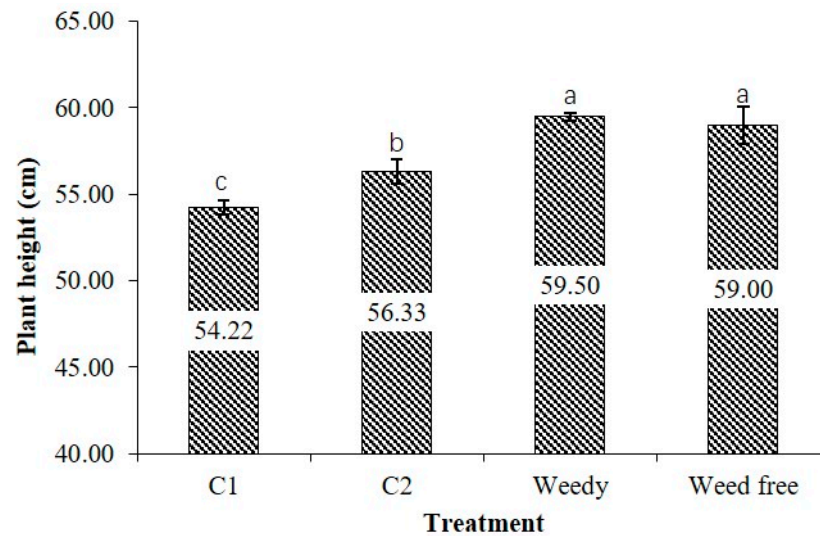 65.00
60.00
55.00
50.00
45.00
40.00
Plant height (cm)
c
b
a
a
54.22
56.33
59.50
59.00
C1
C2
Weedy
Weed free
Treatment